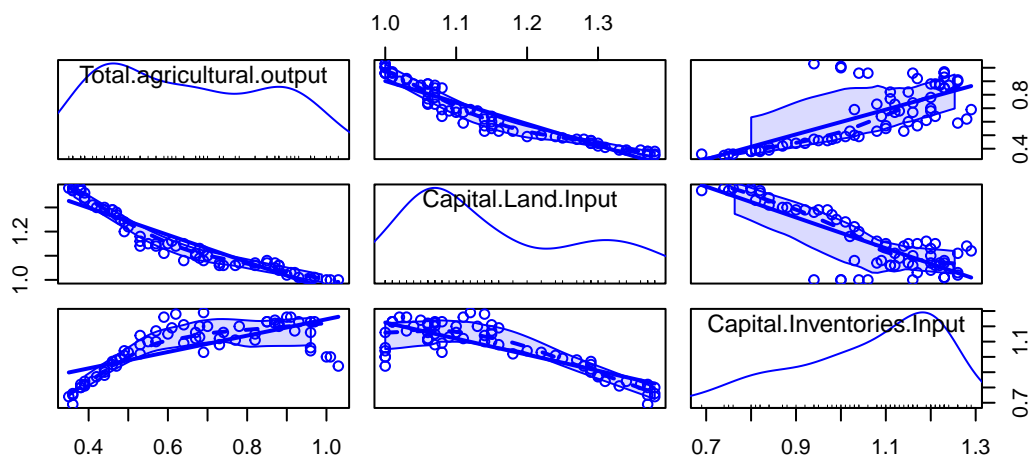 1.0 1.1 1.2 1.3
Total.agricultural.output
0.4 0.8
1.0 1.2
Capital.Land.Input
Capital.Inventories.Input
0.7 0.9 1.1
0.4 0.6 0.8 1.0
0.7 0.9 1.1 1.3